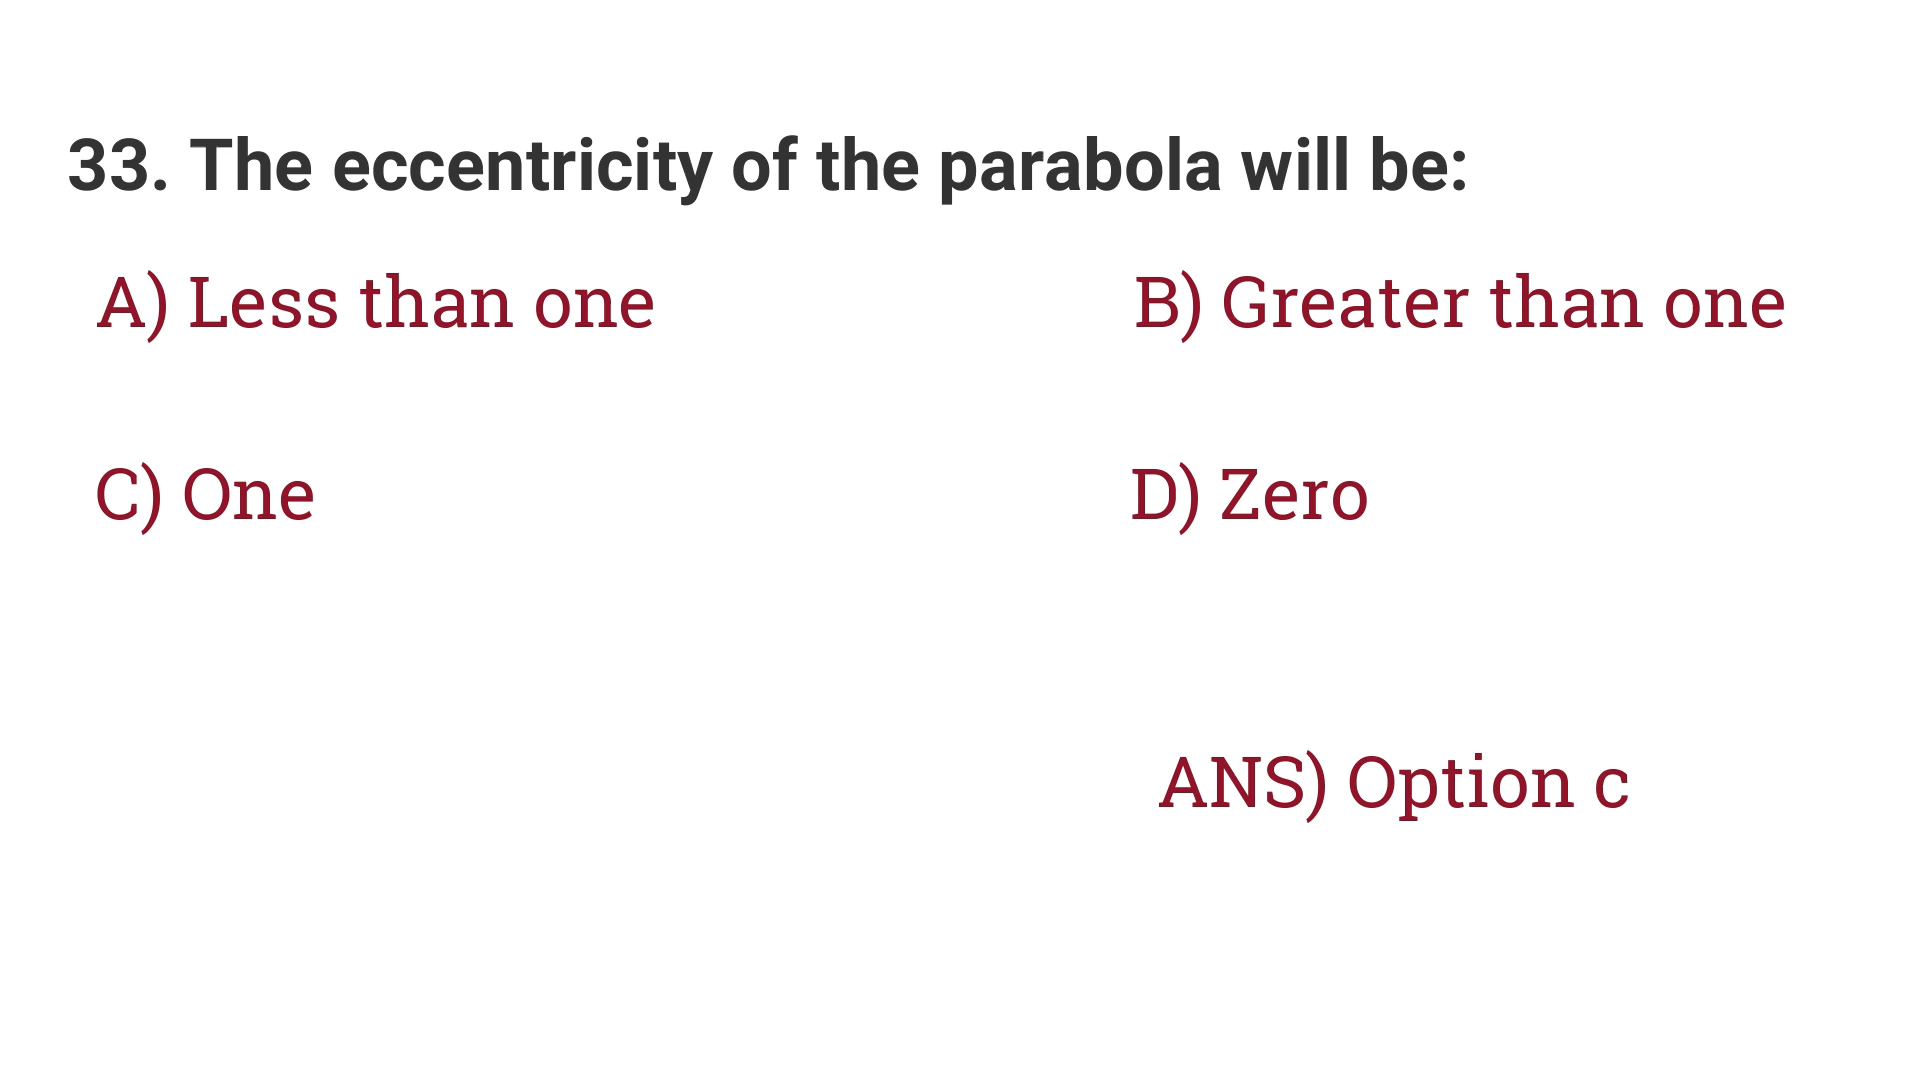 33. The eccentricity of the parabola will be:
A) Less than one
B) Greater than one
C) One
D) Zero
ANS) Option c